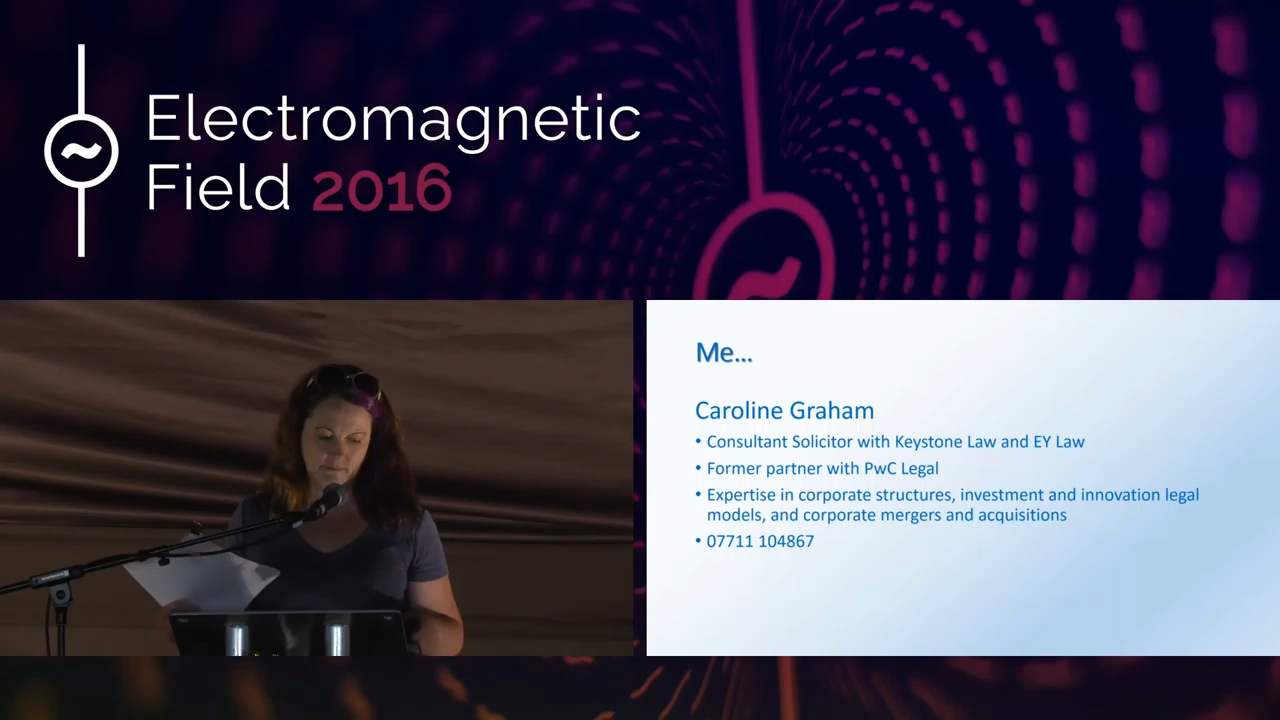 Electromagnetic
Field 2016
Me...
Caroline Graham
• Consultant Solicitor with Keystone Law and EY Law
• Former partner with PwC Legal
• Expertise in corporate structures, investment and innovation legal
models, and corporate mergers and acquisitions
• 07711 104867